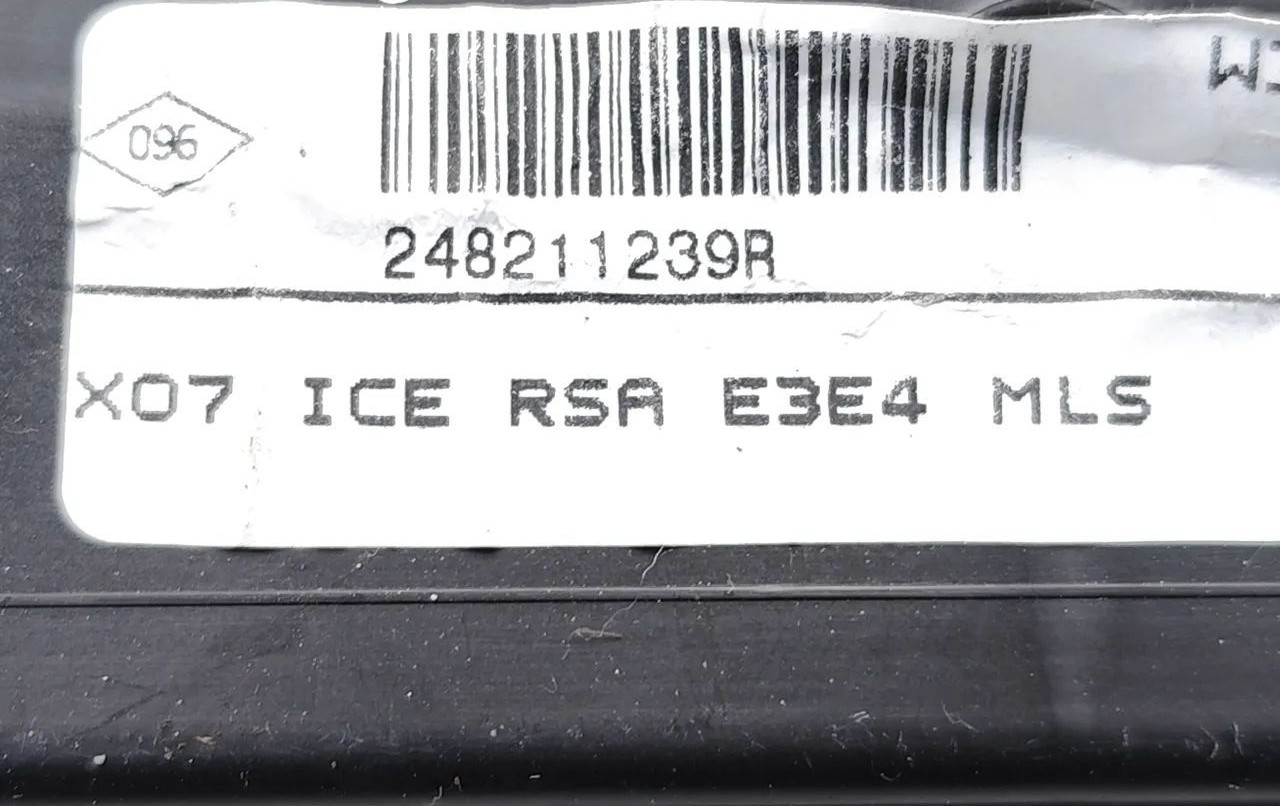 096
248211239R
X07 ICE RSA E3E4 MLS